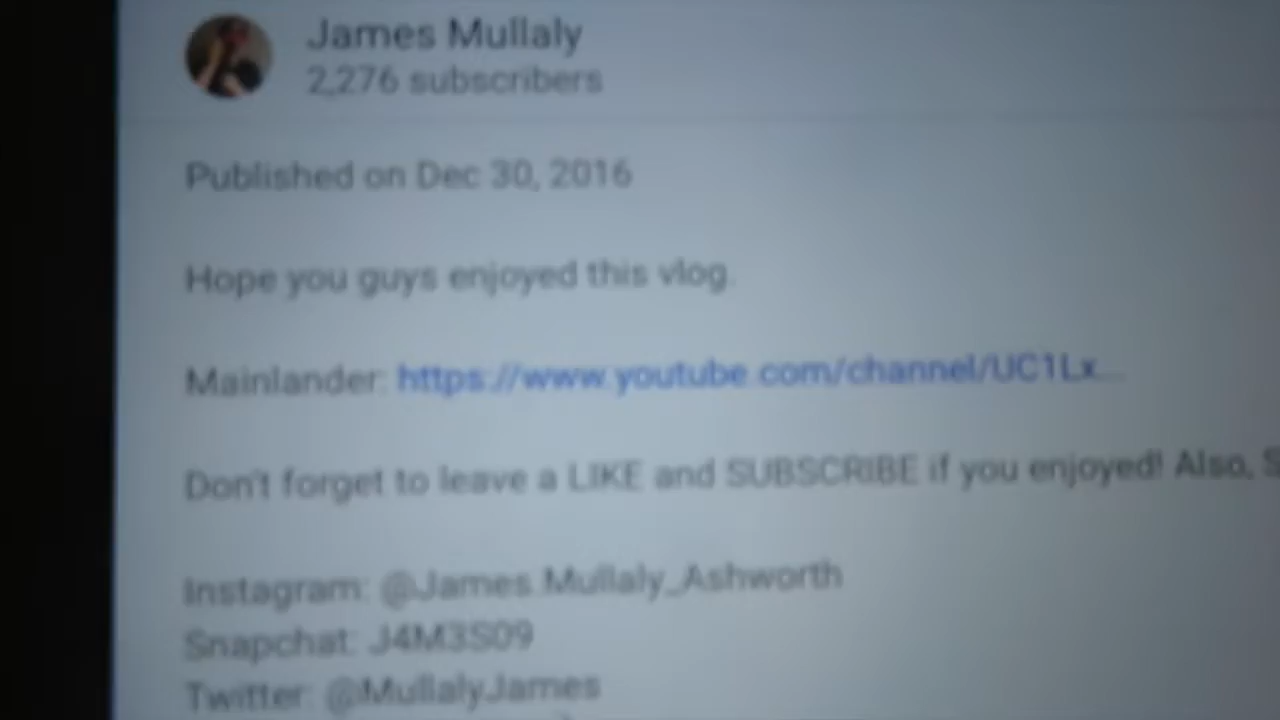 James Mullaly
2,276 subscribers
Published on Dec 30, 2016
Hope you guys enjoyed this vlog.
Mainlander: https://www.youtube.com/channel/UC1Lx...
Don't forget to leave a LIKE and SUBSCRIBE if you enjoyed! Also, S
Instagram: @James.Mullaly_Ashworth
Snapchat: J4M3S09
Twitter: @MullalyJames